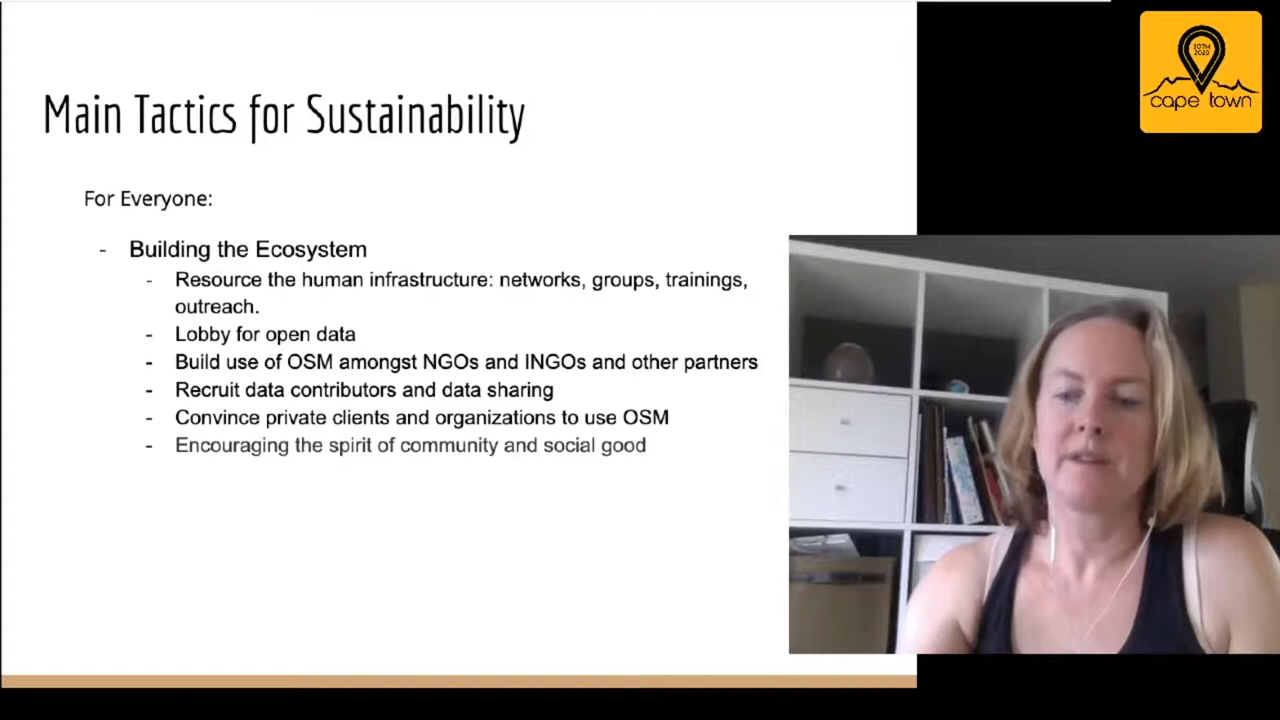 Main Tactics for Sustainability
For Everyone:
- Building the Ecosystem
- Resource the human infrastructure: networks, groups, trainings,
outreach.
- Lobby for open data
- Build use of OSM amongst NGOs and INGOs and other partners
- Recruit data contributors and data sharing
- Convince private clients and organizations to use OSM
- Encouraging the spirit of community and social good
SOTM
2020
cape town